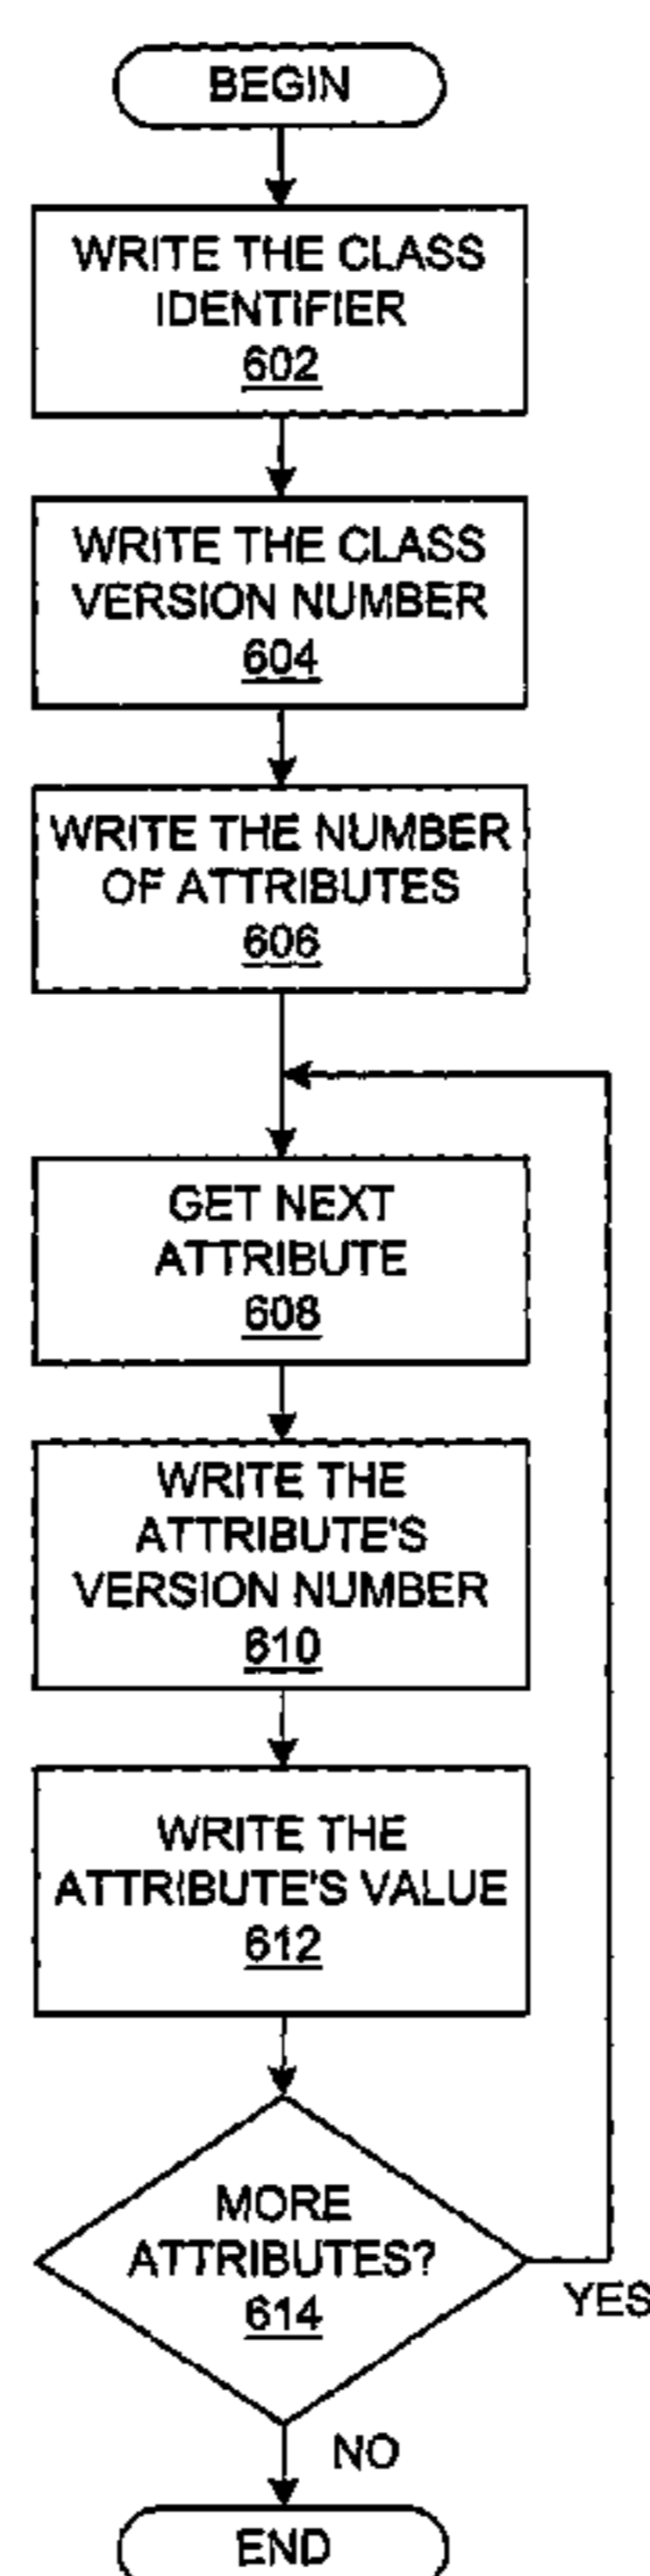 BEGIN
WRITE THE CLASS
IDENTIFIER
602
WRITE THE CLASS
VERSION NUMBER
604
WRITE THE NUMBER
OF ATTRIBUTES
606
GET NEXT
ATTRIBUTE
608
WRITE THE
ATTRIBUTE'S
VERSION NUMBER
610
WRITE THE
ATTRIBUTE'S VALUE
612
MORE
ATTRIBUTES?
614
YES
NO
END